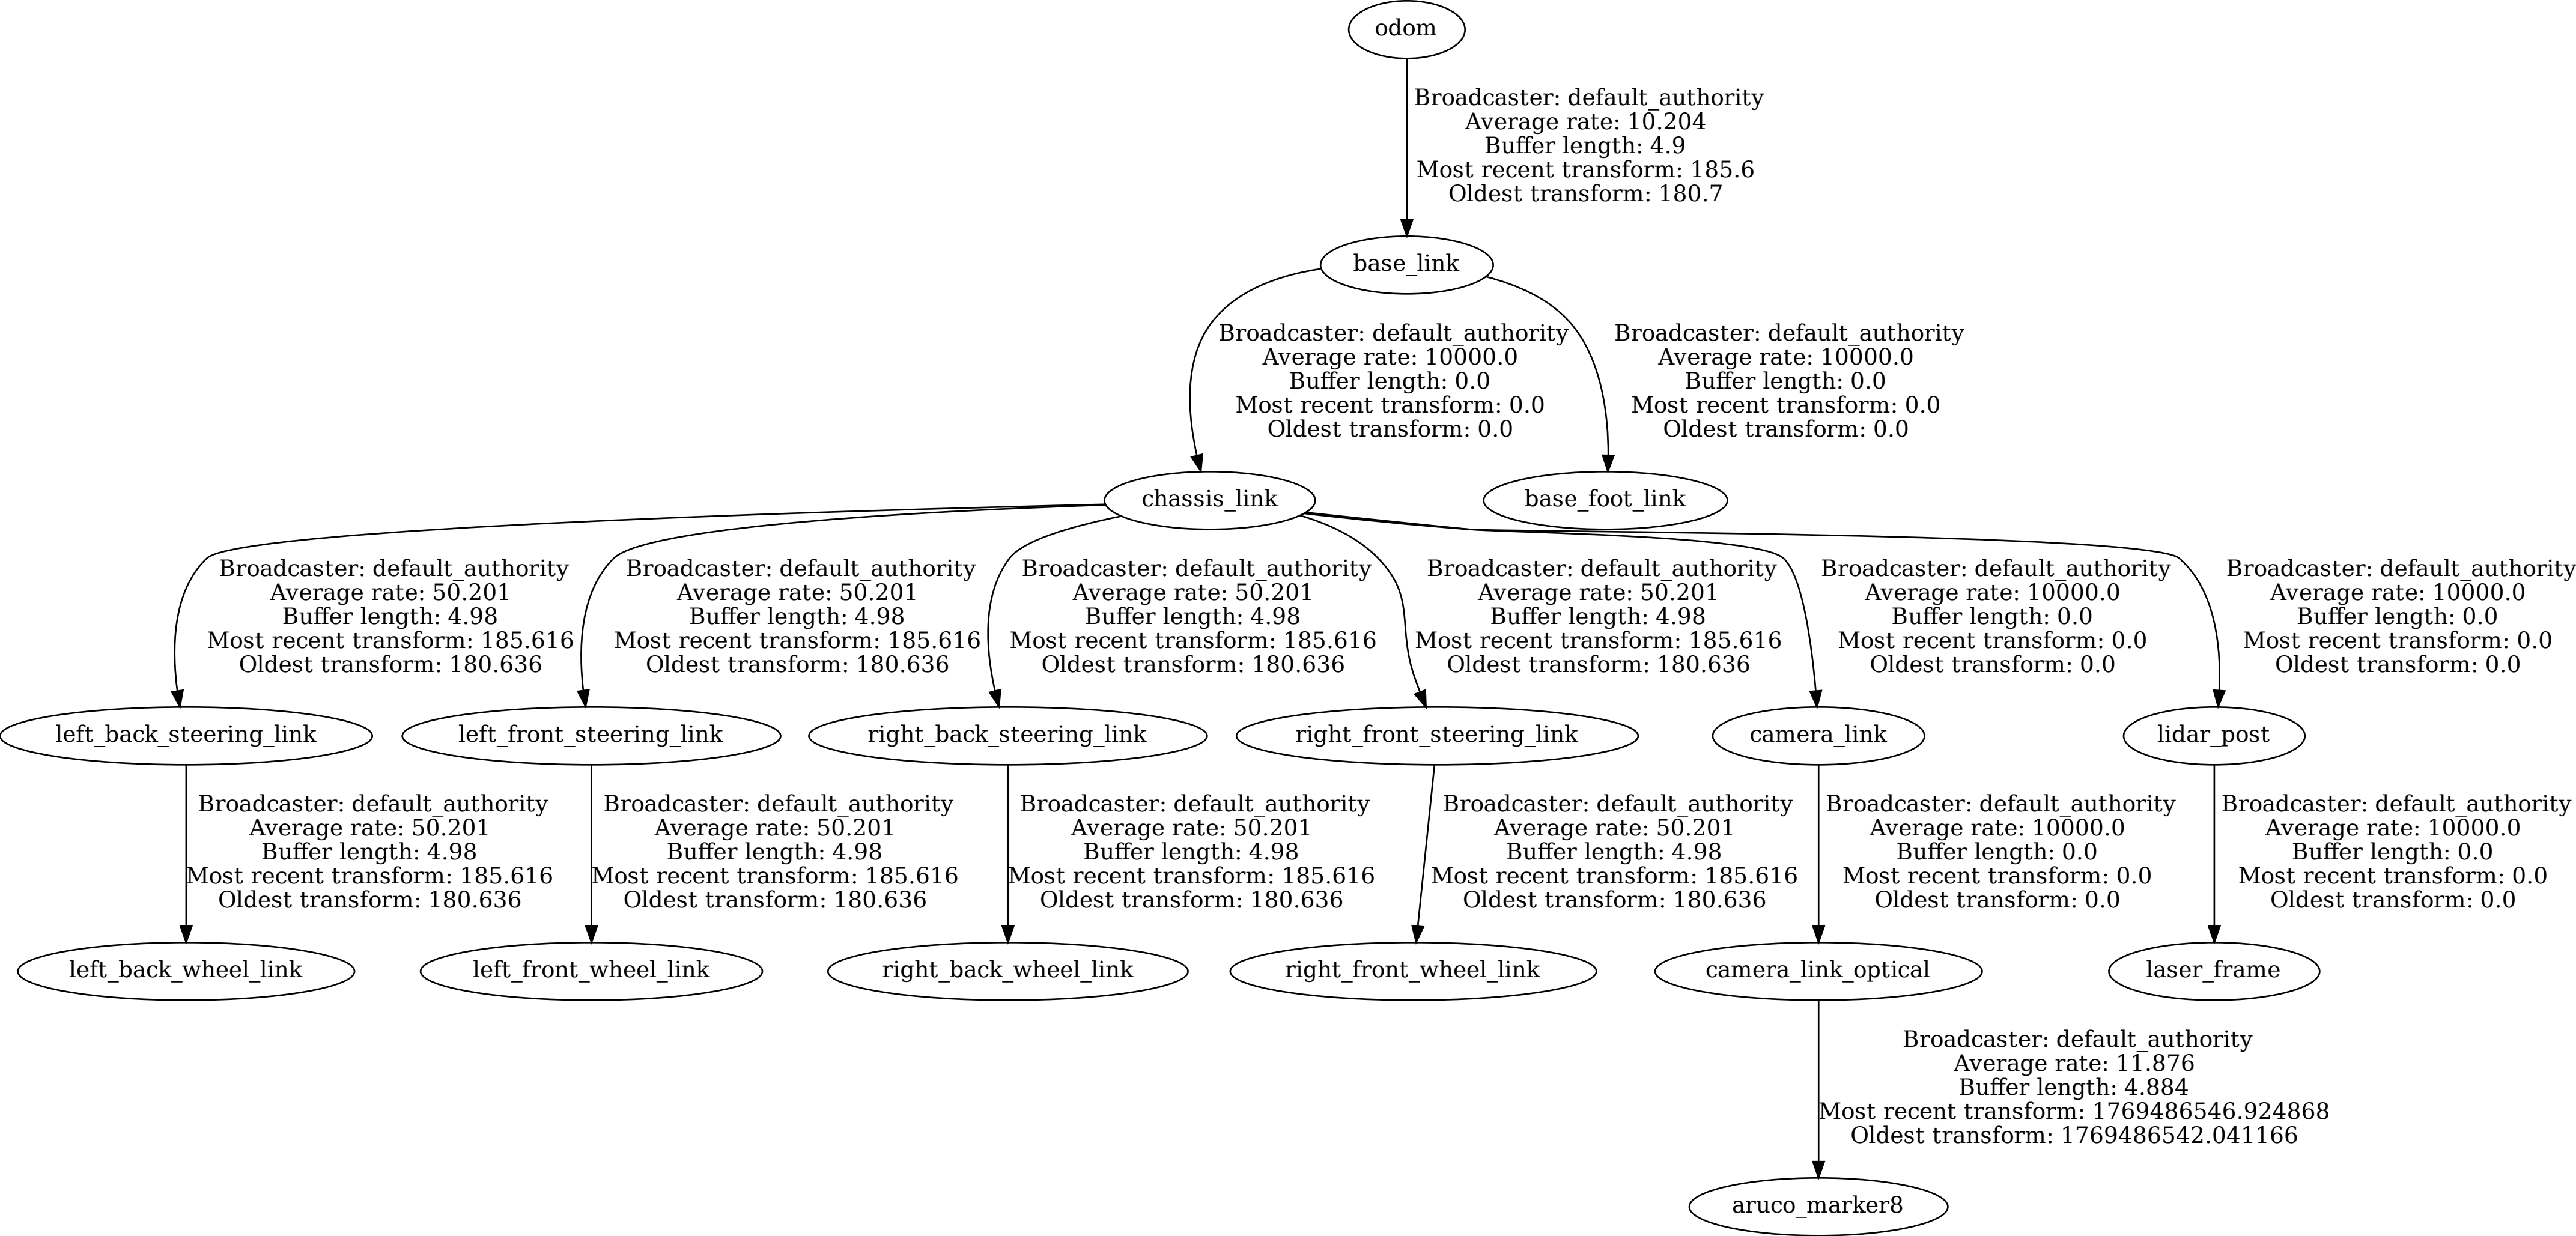 odom
Broadcaster: default_authority
Average rate: 10.204
Buffer length: 4.9
Most recent transform: 185.6
Oldest transform: 180.7
base_link
Broadcaster: default_authority
Average rate: 10000.0
Buffer length: 0.0
Most recent transform: 0.0
Oldest transform: 0.0
Broadcaster: default_authority
Average rate: 10000.0
Buffer length: 0.0
Most recent transform: 0.0
Oldest transform: 0.0
chassis_link
base_foot_link
Broadcaster: default_authority
Average rate: 50.201
Buffer length: 4.98
Most recent transform: 185.616
Oldest transform: 180.636
Broadcaster: default_authority
Average rate: 50.201
Buffer length: 4.98
Most recent transform: 185.616
Oldest transform: 180.636
Broadcaster: default_authority
Average rate: 50.201
Buffer length: 4.98
Most recent transform: 185.616
Oldest transform: 180.636
Broadcaster: default_authority
Average rate: 50.201
Buffer length: 4.98
Most recent transform: 185.616
Oldest transform: 180.636
Broadcaster: default_authority
Average rate: 10000.0
Buffer length: 0.0
Most recent transform: 0.0
Oldest transform: 0.0
Broadcaster: default_authority
Average rate: 10000.0
Buffer length: 0.0
Most recent transform: 0.0
Oldest transform: 0.0
left_back_steering_link
left_front_steering_link
right_back_steering_link
right_front_steering_link
camera_link
lidar_post
Broadcaster: default_authority
Average rate: 50.201
Buffer length: 4.98
Most recent transform: 185.616
Oldest transform: 180.636
Broadcaster: default_authority
Average rate: 50.201
Buffer length: 4.98
Most recent transform: 185.616
Oldest transform: 180.636
Broadcaster: default_authority
Average rate: 50.201
Buffer length: 4.98
Most recent transform: 185.616
Oldest transform: 180.636
Broadcaster: default_authority
Average rate: 50.201
Buffer length: 4.98
Most recent transform: 185.616
Oldest transform: 180.636
Broadcaster: default_authority
Average rate: 10000.0
Buffer length: 0.0
Most recent transform: 0.0
Oldest transform: 0.0
Broadcaster: default_authority
Average rate: 10000.0
Buffer length: 0.0
Most recent transform: 0.0
Oldest transform: 0.0
left_back_wheel_link
left_front_wheel_link
right_back_wheel_link
right_front_wheel_link
camera_link_optical
laser_frame
Broadcaster: default_authority
Average rate: 11.876
Buffer length: 4.884
Most recent transform: 1769486546.924868
Oldest transform: 1769486542.041166
aruco_marker8